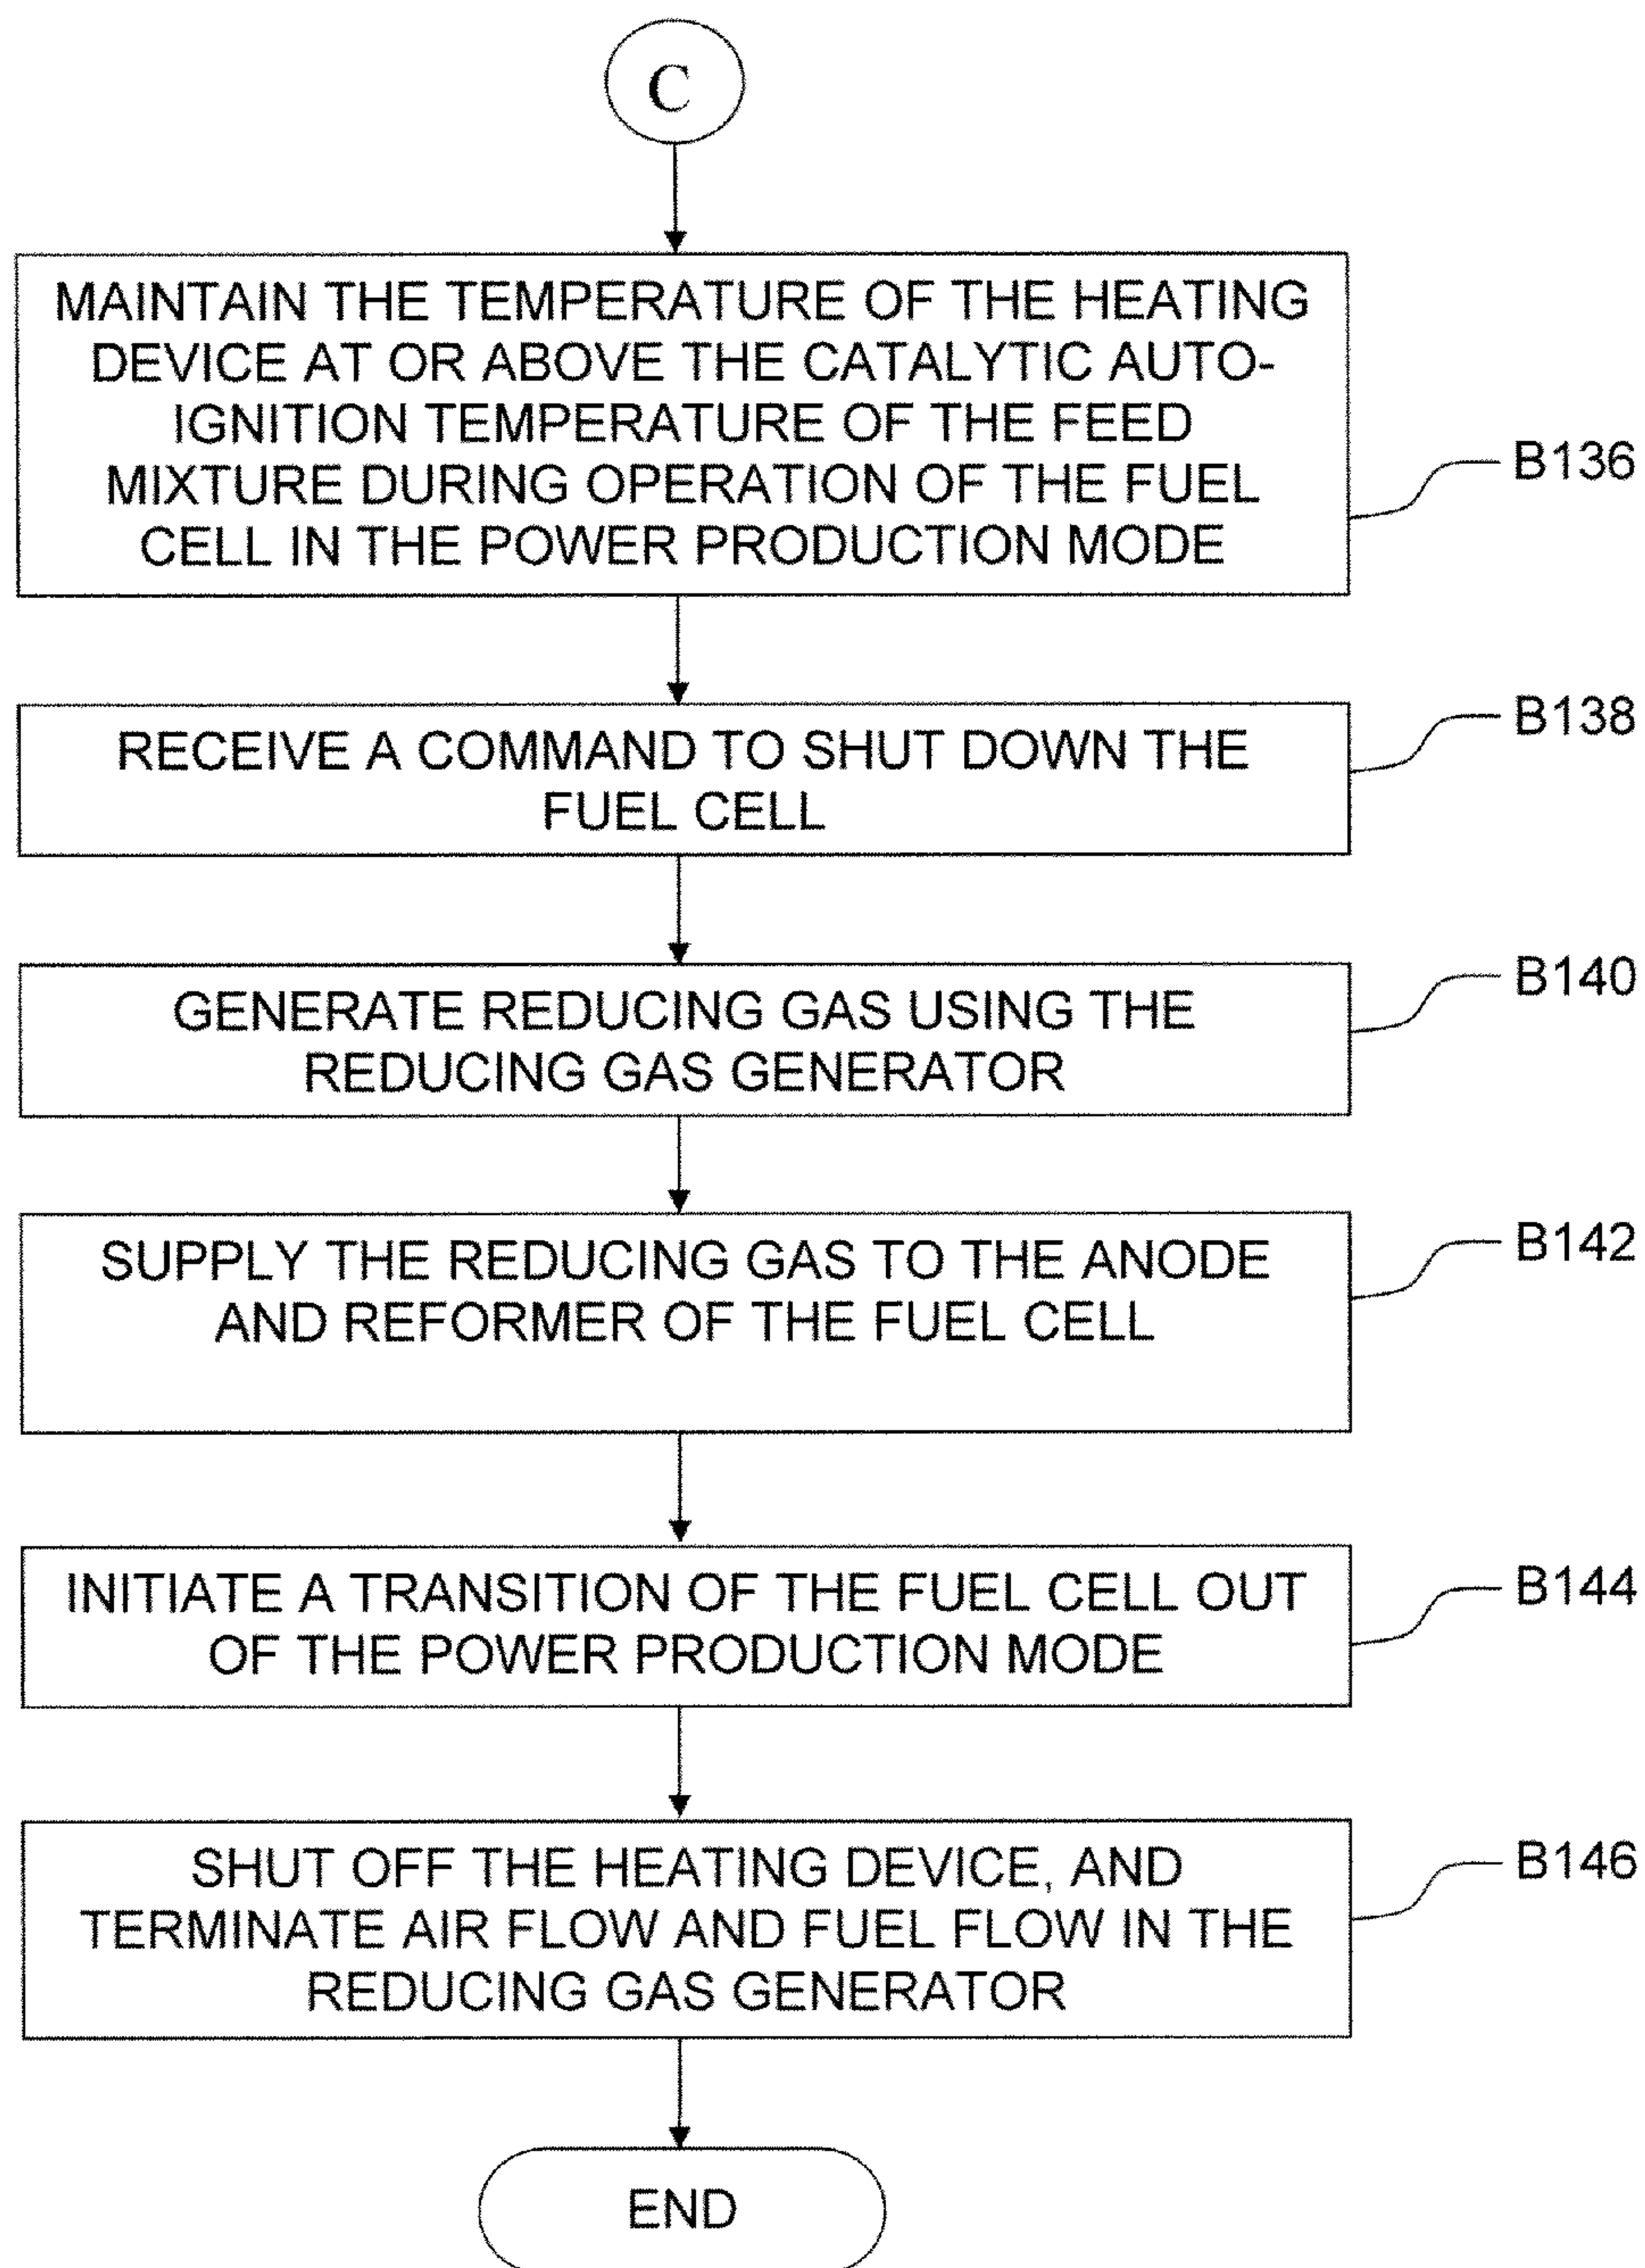 C
MAINTAIN THE TEMPERATURE OF THE HEATING
DEVICE AT OR ABOVE THE CATALYTIC AUTO-
IGNITION TEMPERATURE OF THE FEED
MIXTURE DURING OPERATION OF THE FUEL
CELL IN THE POWER PRODUCTION MODE
B136
RECEIVE A COMMAND TO SHUT DOWN THE
FUEL CELL
B138
GENERATE REDUCING GAS USING THE
REDUCING GAS GENERATOR
B140
SUPPLY THE REDUCING GAS TO THE ANODE
AND REFORMER OF THE FUEL CELL
B142
INITIATE A TRANSITION OF THE FUEL CELL OUT
OF THE POWER PRODUCTION MODE
B144
SHUT OFF THE HEATING DEVICE, AND
TERMINATE AIR FLOW AND FUEL FLOW IN THE
REDUCING GAS GENERATOR
B146
END